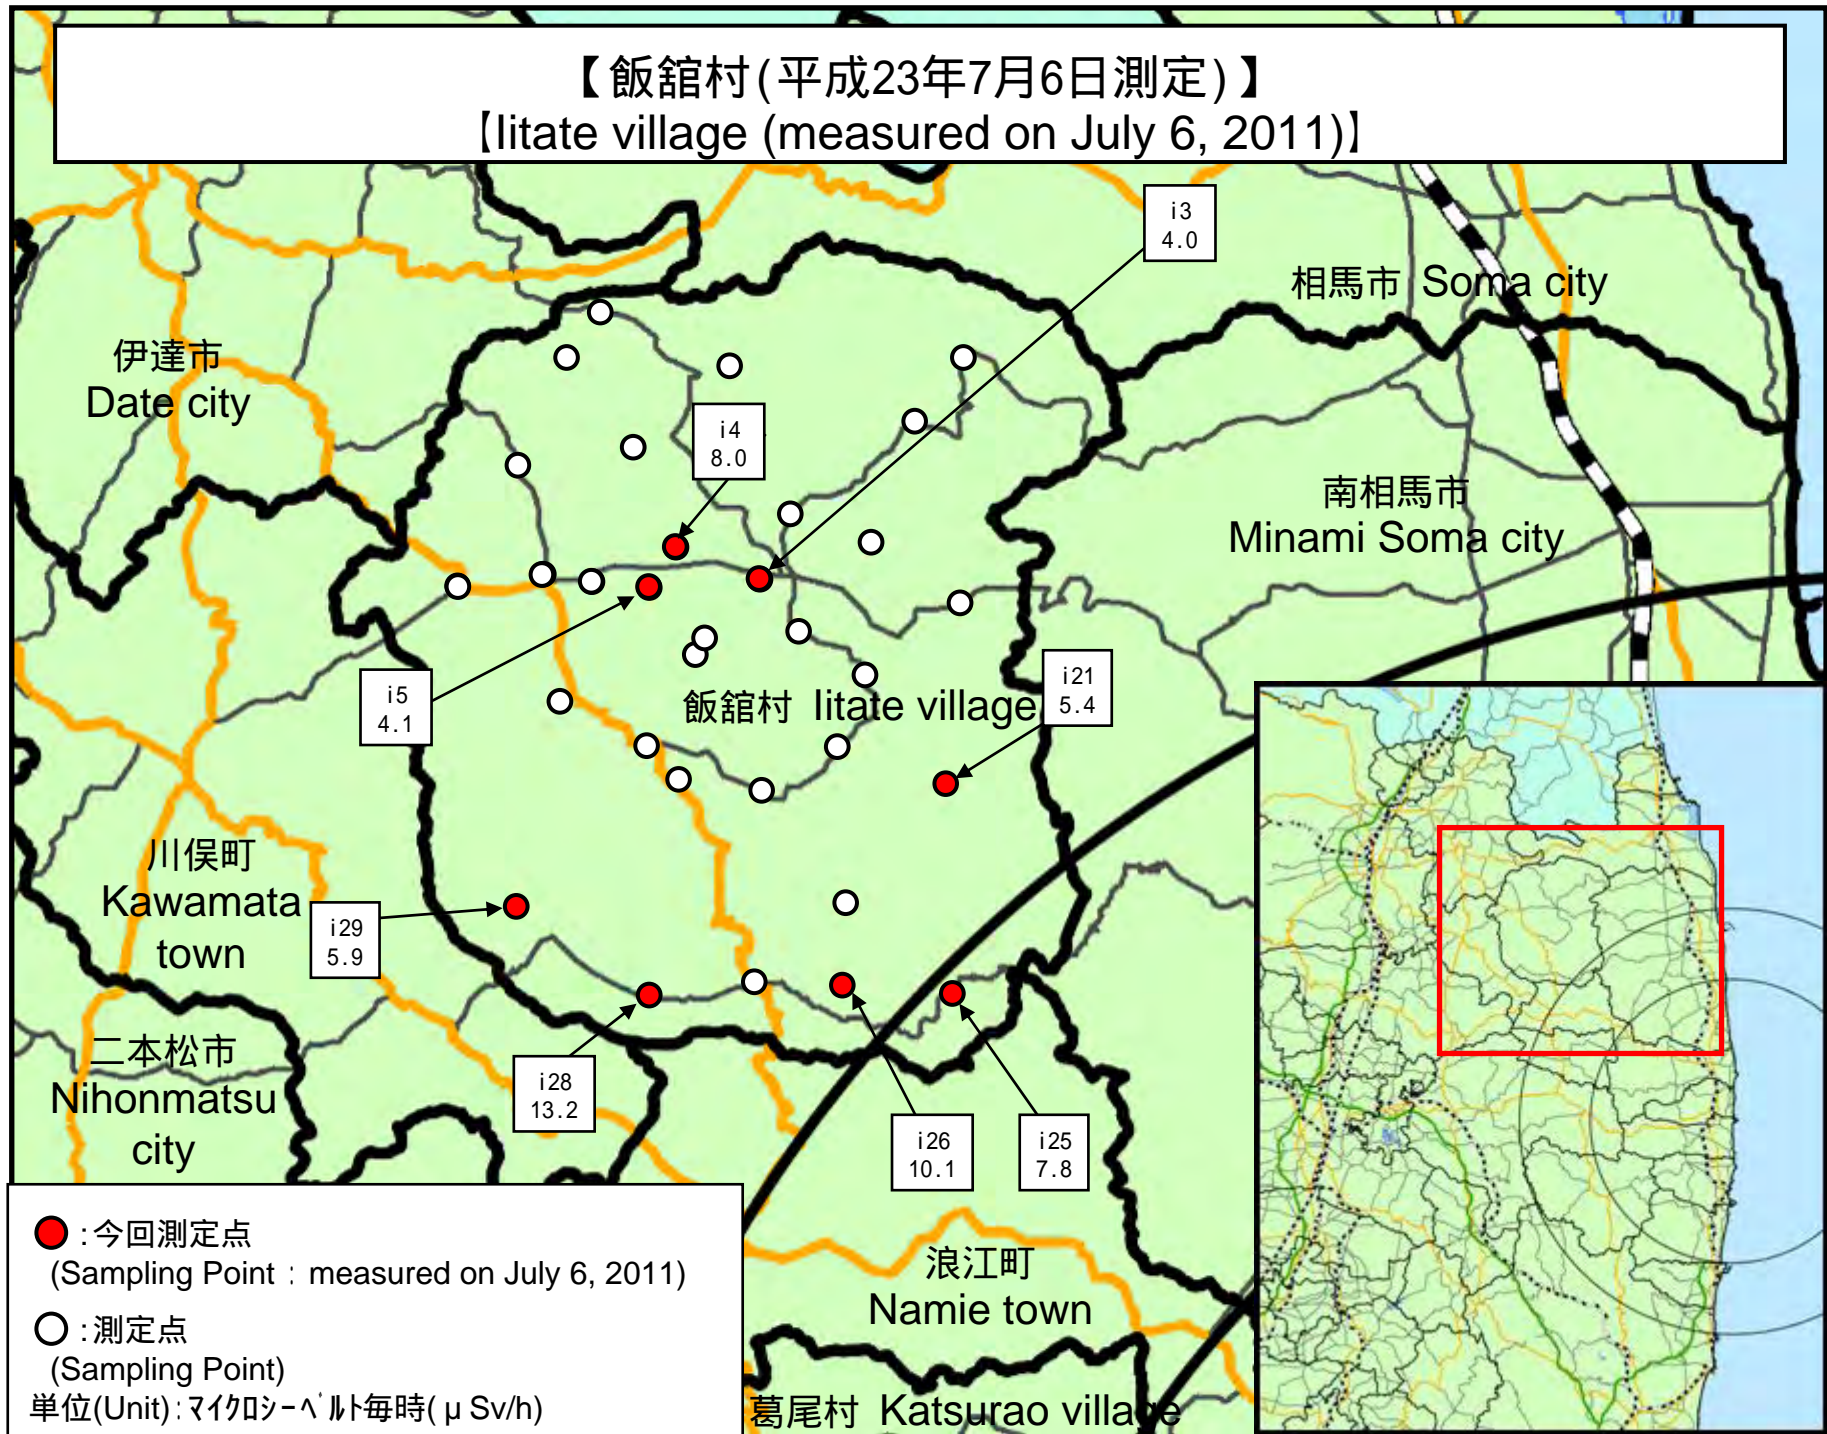 【飯舘村(平成23年7月6日測定)】
【Iitate village (measured on July 6, 2011)】
i3
4.0
相馬市 Soma city
伊達市
Date city
i4
8.0
南相馬市
Minami Soma city
i5
4.1
飯舘村 Iitate village
i21
5.4
川俣町
Kawamata
town
i29
5.9
二本松市
Nihonmatsu
city
i28
13.2
i26
10.1
i25
7.8
浪江町
Namie town
葛尾村 Katsurao village
:今回測定点
(Sampling Point : measured on July 6, 2011)
:測定点
(Sampling Point)
単位(Unit):マイクロシーベルト毎時(μSv/h)